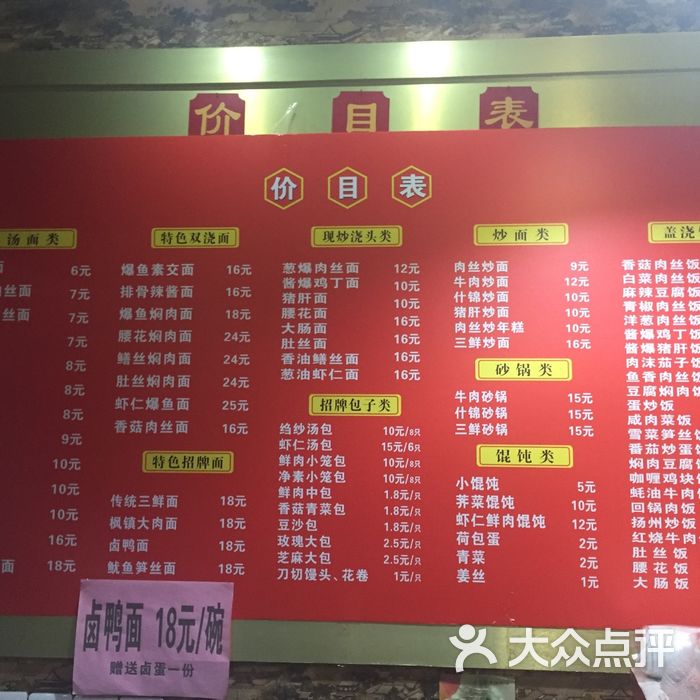 价目表
价目表
汤面类
面 6元
丝面 7元
丝面 7元
7元
8元
8元
8元
9元
10元
10元
10元
16元
面 18元
特色双浇面
爆鱼素交面 16元
排骨辣酱面 16元
爆鱼焖肉面 18元
腰花焖肉面 24元
鳝丝焖肉面 24元
肚丝焖肉面 24元
虾仁爆鱼面 25元
香菇肉丝面 16元
特色招牌面
传统三鲜面 18元
枫镇大肉面 18元
卤鸭面 18元
鱿鱼笋丝面 18元
现炒浇头类
葱爆肉丝面 12元
酱爆鸡丁面 10元
猪肝面 10元
腰花面 16元
大肠面 16元
肚丝面 16元
香油鳝丝面 16元
葱油虾仁面 16元
招牌包子类
绉纱汤包 10元/8只
虾仁汤包 15元/6只
鲜肉小笼包 10元/8只
净素小笼包 10元/8只
鲜肉中包 1.8元/只
香菇青菜包 1.8元/只
豆沙包 1.8元/只
玫瑰大包 2.5元/只
芝麻大包 2.5元/只
刀切馒头、花卷 1元/只
炒面类
肉丝炒面 9元
牛肉炒面 12元
什锦炒面 10元
猪肝炒面 10元
肉丝炒年糕 10元
三鲜炒面 16元
砂锅类
牛肉砂锅 15元
什锦砂锅 15元
三鲜砂锅 15元
馄饨类
小馄饨 5元
荠菜馄饨 10元
虾仁鲜肉馄饨 12元
荷包蛋 2元
青菜 2元
姜丝 1元
盖浇
香菇肉丝饭
白菜肉丝饭
麻辣豆腐饭
青椒肉丝饭
洋葱肉丝饭
酱爆鸡丁饭
酱爆猪肝饭
肉沫茄子饭
鱼香肉丝饭
豆腐焖肉饭
蛋炒饭
咸肉菜饭
雪菜笋丝饭
番茄炒蛋饭
焖肉豆腐饭
咖喱鸡块饭
蚝油牛肉饭
回锅肉饭
扬州炒饭
红烧牛肉饭
肚丝饭
腰花饭
大肠饭
卤鸭面 18元/碗
赠送卤蛋一份
大众点评